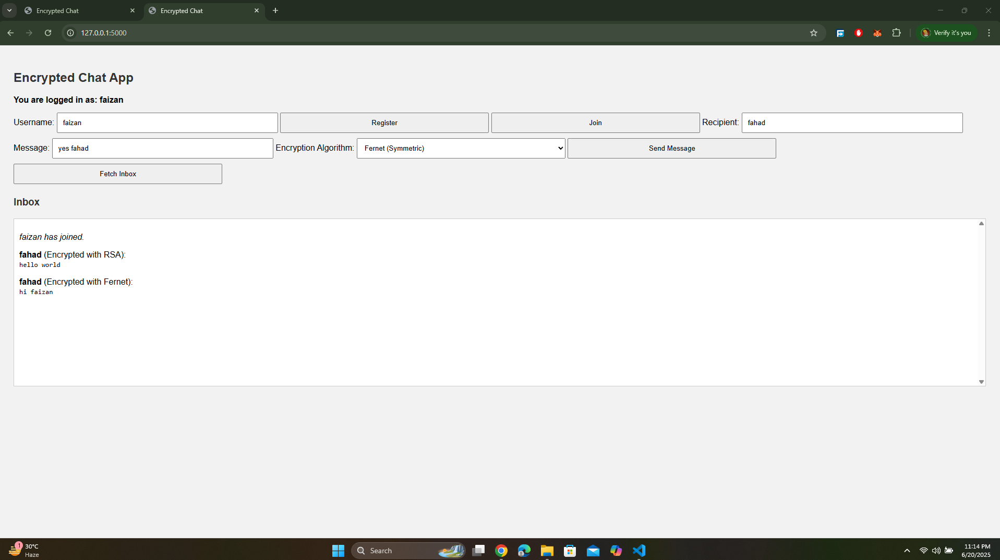 Encrypted Chat
Encrypted Chat
127.0.0.1:5000
Verify it's you
Encrypted Chat App
You are logged in as: faizan
Username: faizan Register Join Recipient: fahad
Message: yes fahad Encryption Algorithm: Fernet (Symmetric) Send Message
Fetch Inbox
Inbox
faizan has joined.
fahad (Encrypted with RSA):
hello world
fahad (Encrypted with Fernet):
hi faizan
1
30°C
Haze
Search
11:14 PM
6/20/2025